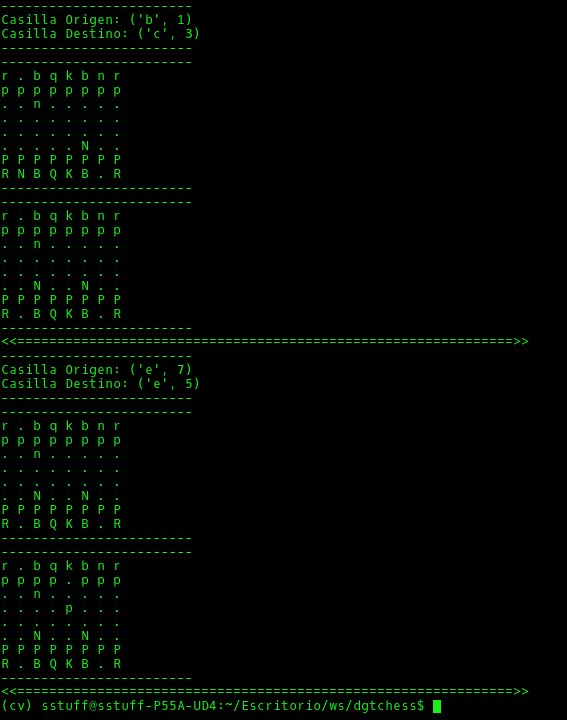 ------------------------
Casilla Origen: ('b', 1)
Casilla Destino: ('c', 3)
------------------------
------------------------
r . b q k b n r
p p p p p p p p
. . n . . . . .
. . . . . . . .
. . . . . . . .
. . . . . N . .
P P P P P P P P
R N B Q K B . R
------------------------
------------------------
r . b q k b n r
p p p p p p p p
. . n . . . . .
. . . . . . . .
. . . . . . . .
. . N . . N . .
P P P P P P P P
R . B Q K B . R
------------------------
<<==============================================================>>
------------------------
Casilla Origen: ('e', 7)
Casilla Destino: ('e', 5)
------------------------
------------------------
r . b q k b n r
p p p p p p p p
. . n . . . . .
. . . . . . . .
. . . . . . . .
. . N . . N . .
P P P P P P P P
R . B Q K B . R
------------------------
------------------------
r . b q k b n r
p p p p . p p p
. . n . . . . .
. . . . p . . .
. . . . . . . .
. . N . . N . .
P P P P P P P P
R . B Q K B . R
------------------------
<<==============================================================>>
(cv) sstuff@sstuff-P55A-UD4:~/Escritorio/ws/dgtchess$